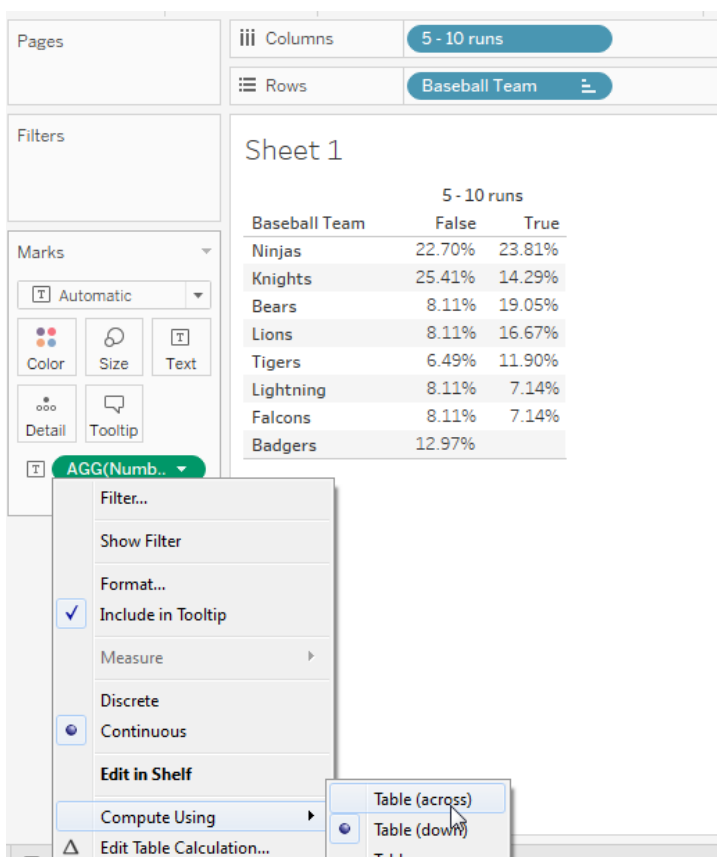 Pages
Columns 5 - 10 runs
Rows Baseball Team
Filters
Sheet 1
5 - 10 runs
Baseball Team False True
Ninjas 22.70% 23.81%
Knights 25.41% 14.29%
Bears 8.11% 19.05%
Lions 8.11% 16.67%
Tigers 6.49% 11.90%
Lightning 8.11% 7.14%
Falcons 8.11% 7.14%
Badgers 12.97%
Marks
T Automatic
T
Color Size Text
Detail Tooltip
T AGG(Numb..
Filter...
Show Filter
Format...
Include in Tooltip
Measure
Discrete
Continuous
Edit in Shelf
Compute Using
Edit Table Calculation...
Table (across)
Table (down)